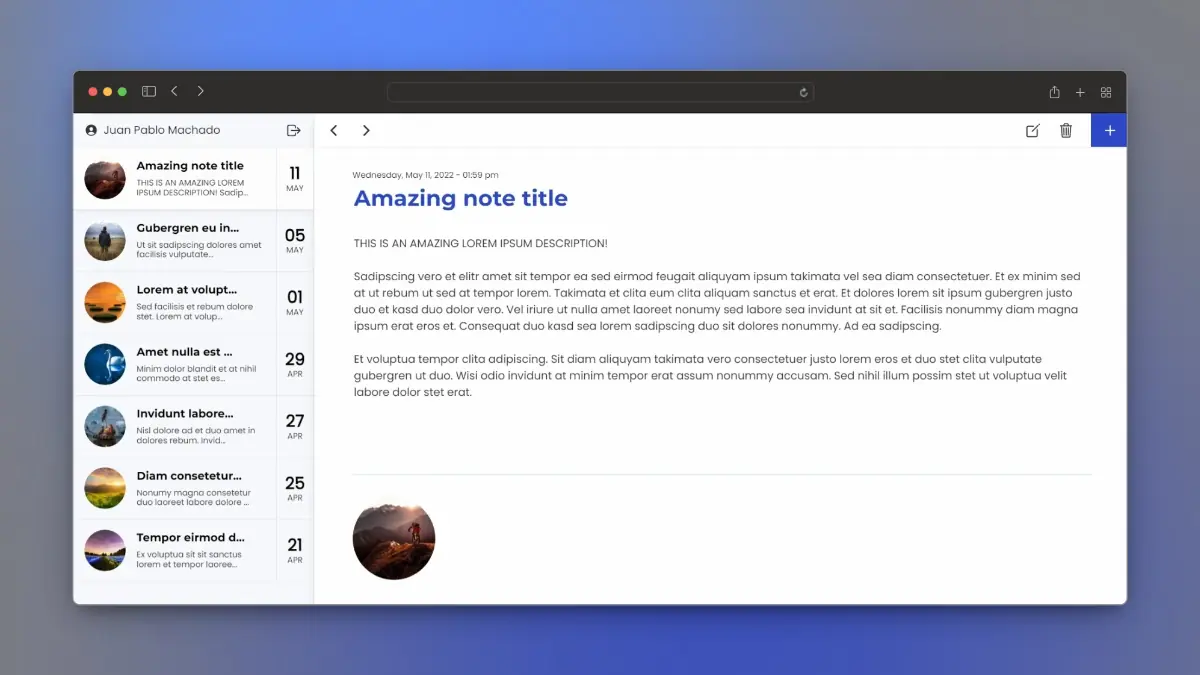 Juan Pablo Machado
Amazing note title
THIS IS AN AMAZING LOREM
IPSUM DESCRIPTION! Sadip...
11
MAY
Gubergren eu in...
Ut sit sadipscing dolores amet
facilisis vulputate...
05
MAY
Lorem at volupt...
Sed facilisis et rebum dolore
stet. Lorem at volup...
01
MAY
Amet nulla est ...
Minim dolor blandit et at nihil
commodo at stet es...
29
APR
Invidunt labore...
Nisl dolore ad et duo amet in
dolores rebum. Invid...
27
APR
Diam consetetur...
Nonumy magna consetetur
duo laoreet labore dolore ...
25
APR
Tempor eirmod d...
Ex voluptua sit sit sanctus
lorem et tempor laoree...
21
APR
Wednesday, May 11, 2022 - 01:59 pm
Amazing note title
THIS IS AN AMAZING LOREM IPSUM DESCRIPTION!
Sadipscing vero et elitr amet sit tempor ea sed eirmod feugait aliquyam ipsum takimata vel sea diam consectetuer. Et ex minim sed
at ut rebum ut sed at tempor lorem. Takimata et clita eum clita aliquam sanctus et erat. Et dolores lorem sit ipsum gubergren justo
duo et kasd duo dolor vero. Vel iriure ut nulla amet laoreet nonumy sed labore sea invidunt at sit et. Facilisis nonummy diam magna
ipsum erat eros et. Consequat duo kasd sea lorem sadipscing duo sit dolores nonummy. Ad ea sadipscing.
Et voluptua tempor clita adipiscing. Sit diam aliquyam takimata vero consectetuer justo lorem eros et duo stet clita vulputate
gubergren ut duo. Wisi odio invidunt at minim tempor erat assum nonummy accusam. Sed nihil illum possim stet ut voluptua velit
labore dolor stet erat.